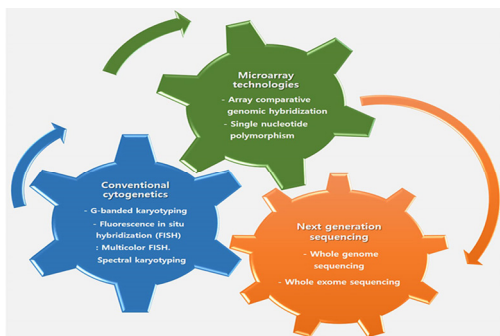 Microarray
technologies
- Array comparative
genomic hybridization
- Single nucleotide
polymorphism
Conventional
cytogenetics
- G-banded karyotyping
- Fluorescence in situ
hybridization (FISH)
: Multicolor FISH.
Spectral karyotyping
Next generation
sequencing
- Whole genome
sequencing
- Whole exome sequencing